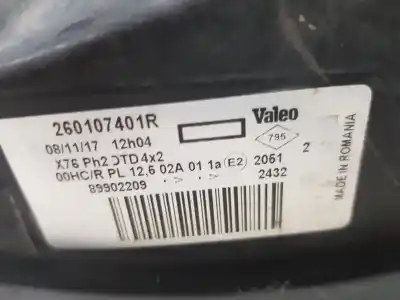 260107401R
Valeo
08/11/17 12h04
795
X76 Ph2 DTD 4x2
00HC/R PL 12,5 02A 01 1a E2 2051 2
89902209 2432
MADE IN ROMANIA